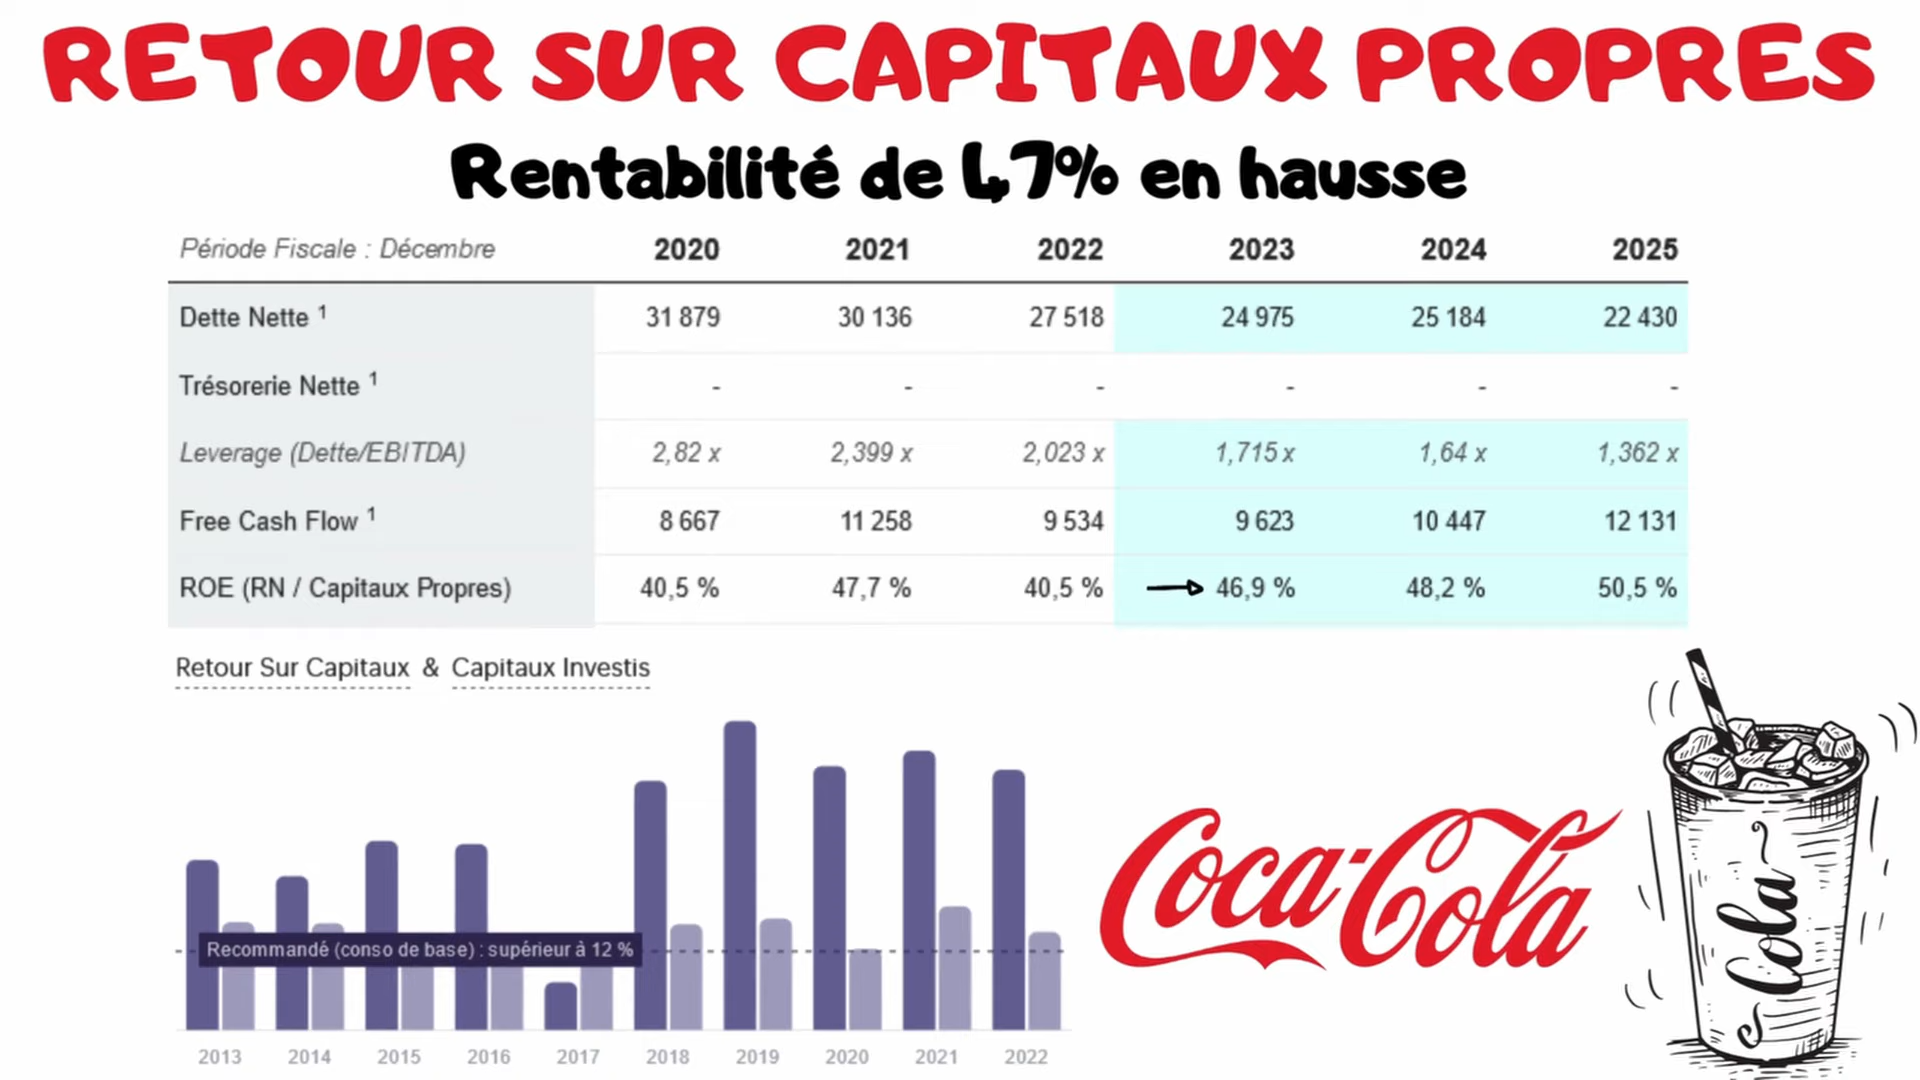 RETOUR SUR CAPITAUX PROPRES
Rentabilité de 47% en hausse
Période Fiscale : Décembre 2020 2021 2022 2023 2024 2025
Dette Nette 1 31 879 30 136 27 518 24 975 25 184 22 430
Trésorerie Nette 1 - - - - - -
Leverage (Dette/EBITDA) 2,82 x 2,399 x 2,023 x 1,715 x 1,64 x 1,362 x
Free Cash Flow 1 8 667 11 258 9 534 9 623 10 447 12 131
ROE (RN / Capitaux Propres) 40,5 % 47,7 % 40,5 % 46,9 % 48,2 % 50,5 %
Retour Sur Capitaux & Capitaux Investis
Recommandé (conso de base) : supérieur à 12 %
2013 2014 2015 2016 2017 2018 2019 2020 2021 2022
Coca-Cola
Cola